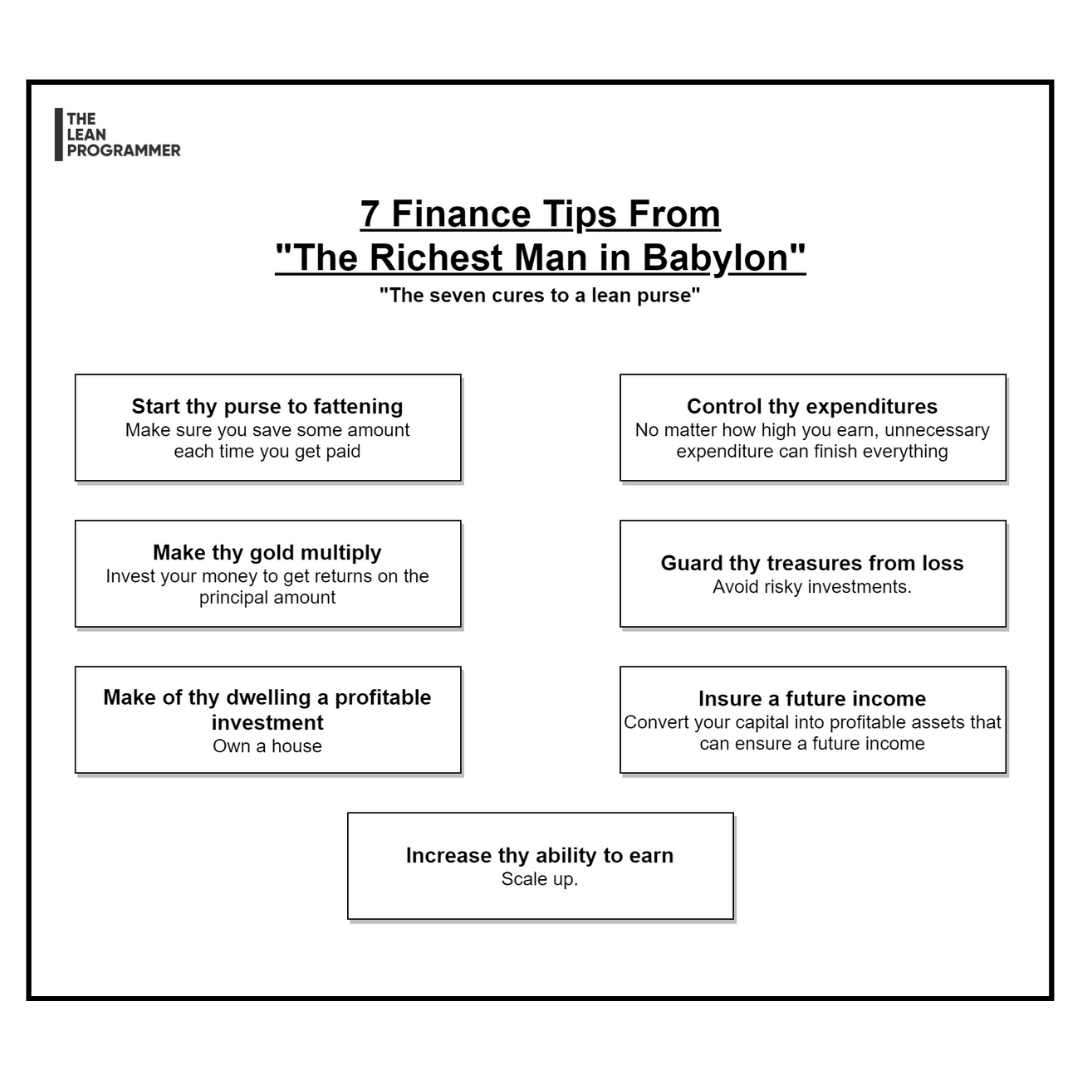 THE
LEAN
PROGRAMMER
7 Finance Tips From
"The Richest Man in Babylon"
"The seven cures to a lean purse"
Start thy purse to fattening
Make sure you save some amount
each time you get paid
Control thy expenditures
No matter how high you earn, unnecessary
expenditure can finish everything
Make thy gold multiply
Invest your money to get returns on the
principal amount
Guard thy treasures from loss
Avoid risky investments.
Make of thy dwelling a profitable
investment
Own a house
Insure a future income
Convert your capital into profitable assets that
can ensure a future income
Increase thy ability to earn
Scale up.